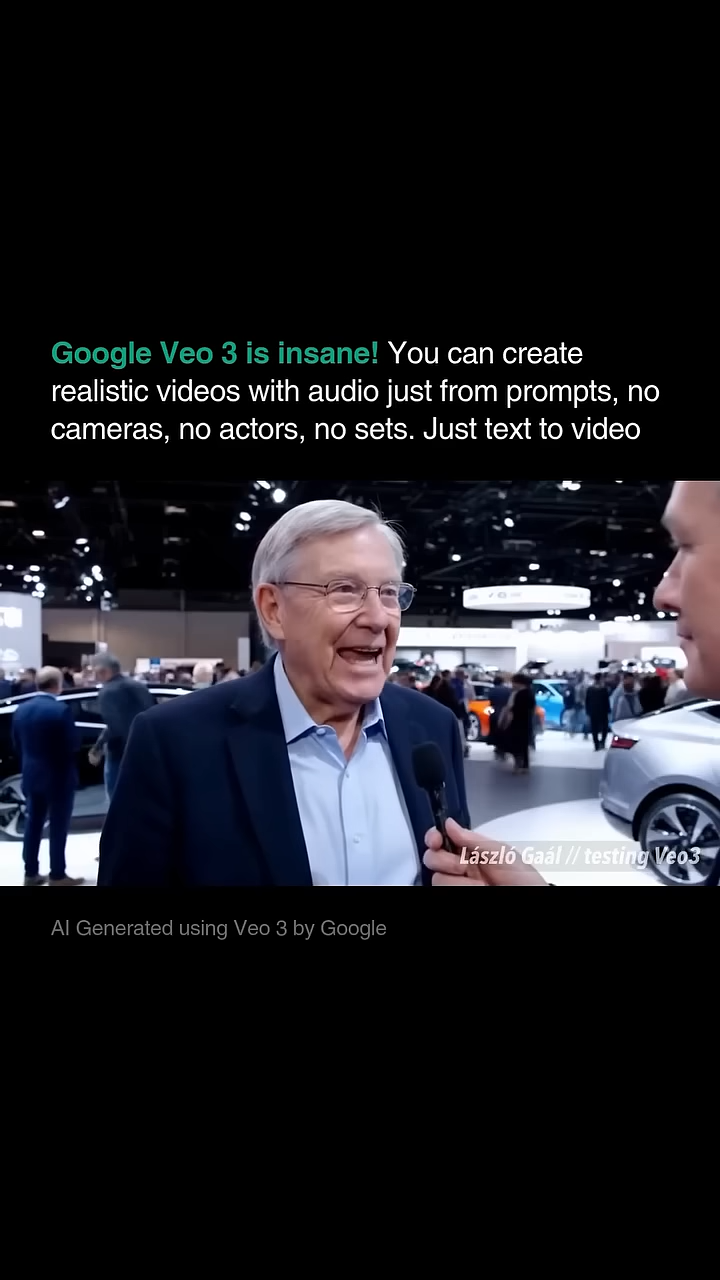 Google Veo 3 is insane! You can create
realistic videos with audio just from prompts, no
cameras, no actors, no sets. Just text to video
László Gaál // testing Veo3
AI Generated using Veo 3 by Google